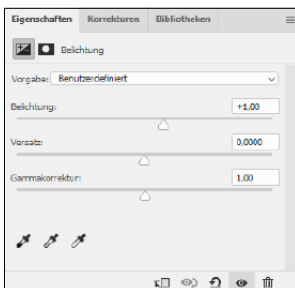 Eigenschaften Korrekturen Bibliotheken
Belichtung
Vorgabe: Benutzerdefiniert
Belichtung: +1,00
Versatz: 0,0000
Gammakorrektur: 1.00